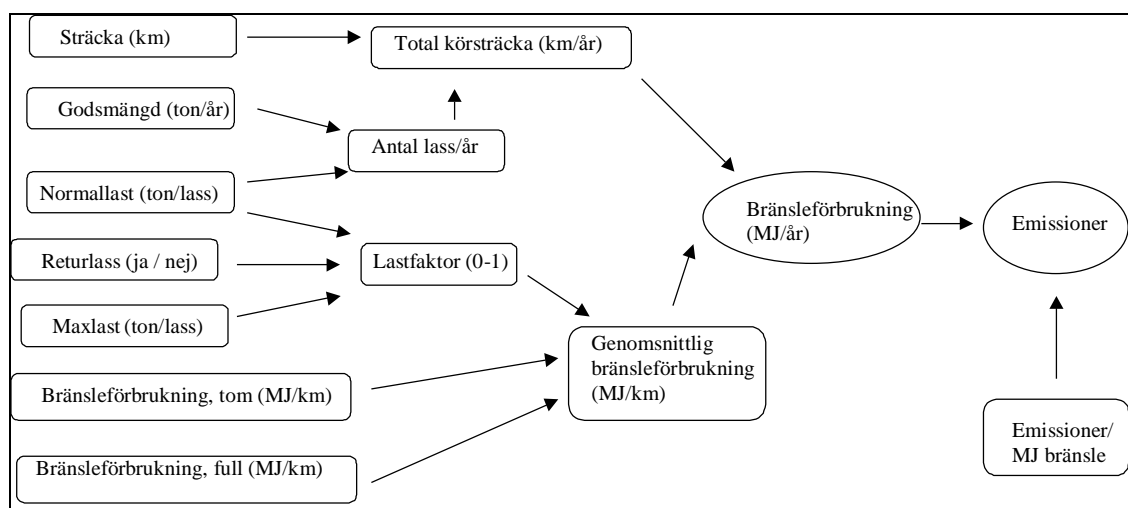 Sträcka (km)
Total körsträcka (km/år)
Godsmängd (ton/år)
Antal lass/år
Normallast (ton/lass)
Bränsleförbrukning
(MJ/år)
Emissioner
Returlass (ja / nej)
Lastfaktor (0-1)
Maxlast (ton/lass)
Genomsnittlig
bränsleförbrukning
(MJ/km)
Bränsleförbrukning, tom (MJ/km)
Bränsleförbrukning, full (MJ/km)
Emissioner/
MJ bränsle